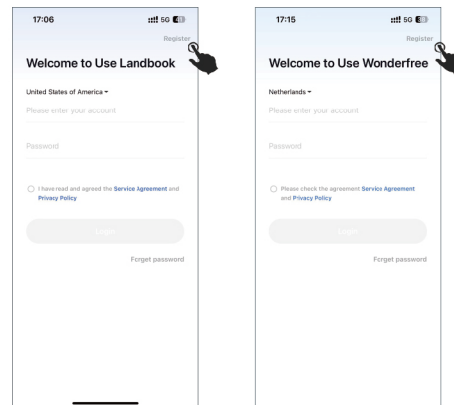 17:06
5G
Register
Welcome to Use Landbook
United States of America
Please enter your account
Password
I have read and agreed the Service Agreement and
Privacy Policy
Login
Forget password
17:15
5G
Register
Welcome to Use Wonderfree
Netherlands
Please enter your account
Password
Please check the agreement Service Agreement
and Privacy Policy
Login
Forget password